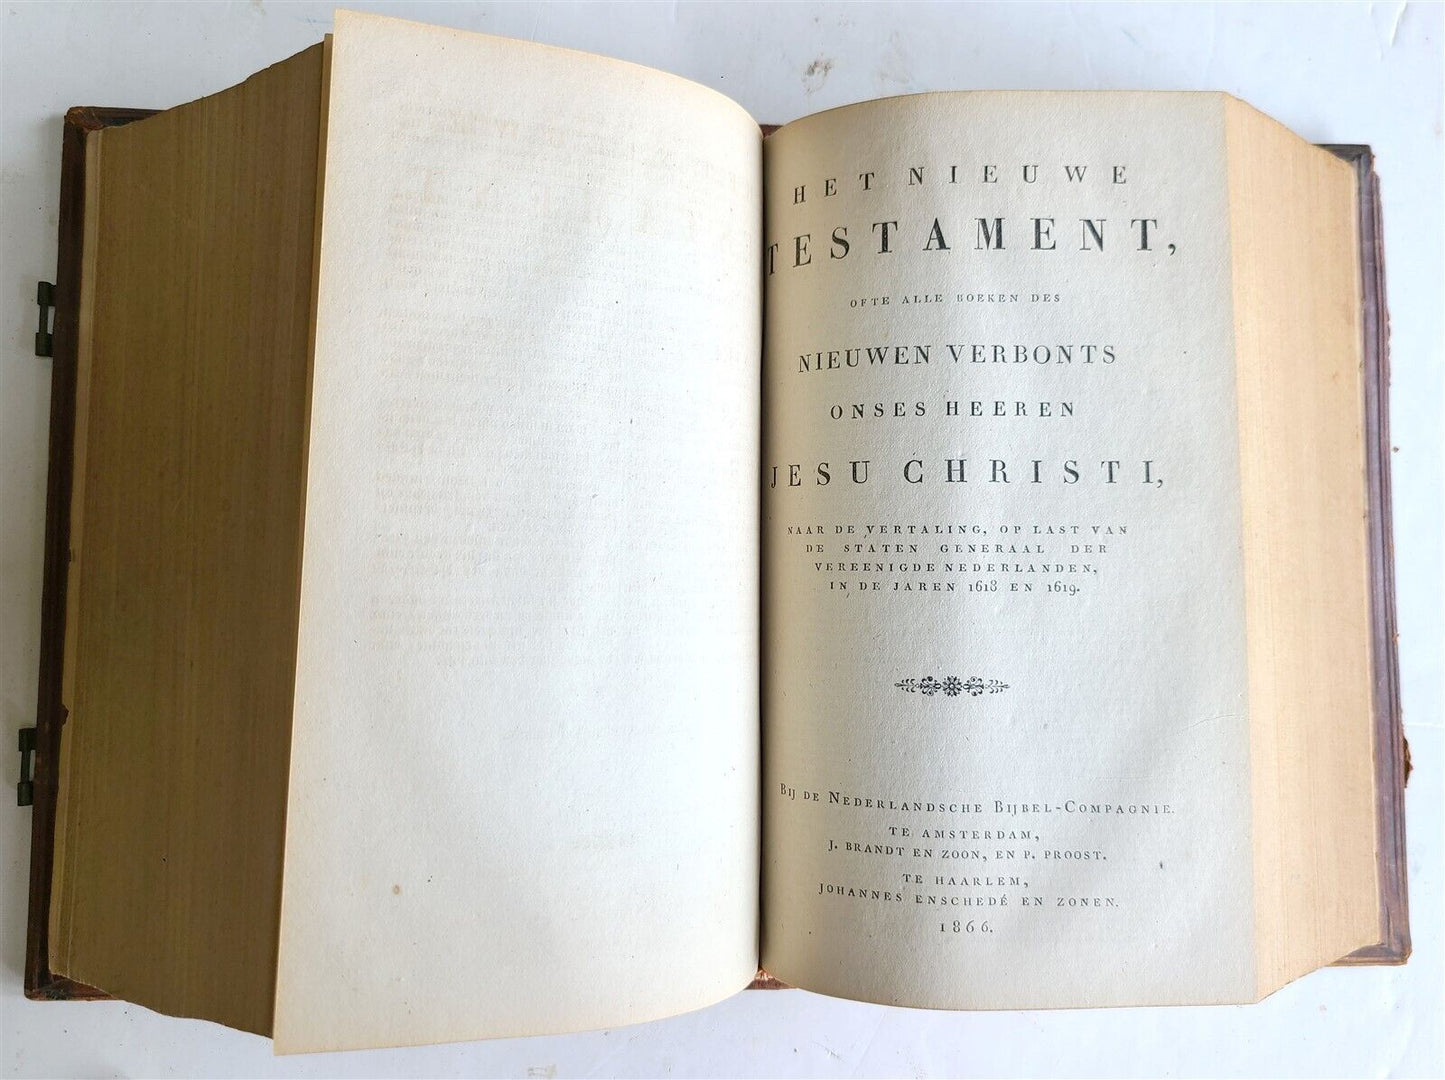 HET NIEUWE
TESTAMENT,
OFTE ALLE BOEKEN DES
NIEUWEN VERBONTS
ONSES HEEREN
JESU CHRISTI,
NAAR DE VERTALING, OP LAST VAN
DE STATEN GENERAAL DER
VEREENIGDE NEDERLANDEN,
IN DE JAREN 1618 EN 1619.
BIJ DE NEDERLANDSCHE BIJBEL-COMPAGNIE.
TE AMSTERDAM,
J. BRANDT EN ZOON, EN P. PROOST.
TE HAARLEM,
JOHANNES ENSCHEDÉ EN ZONEN.
1866.